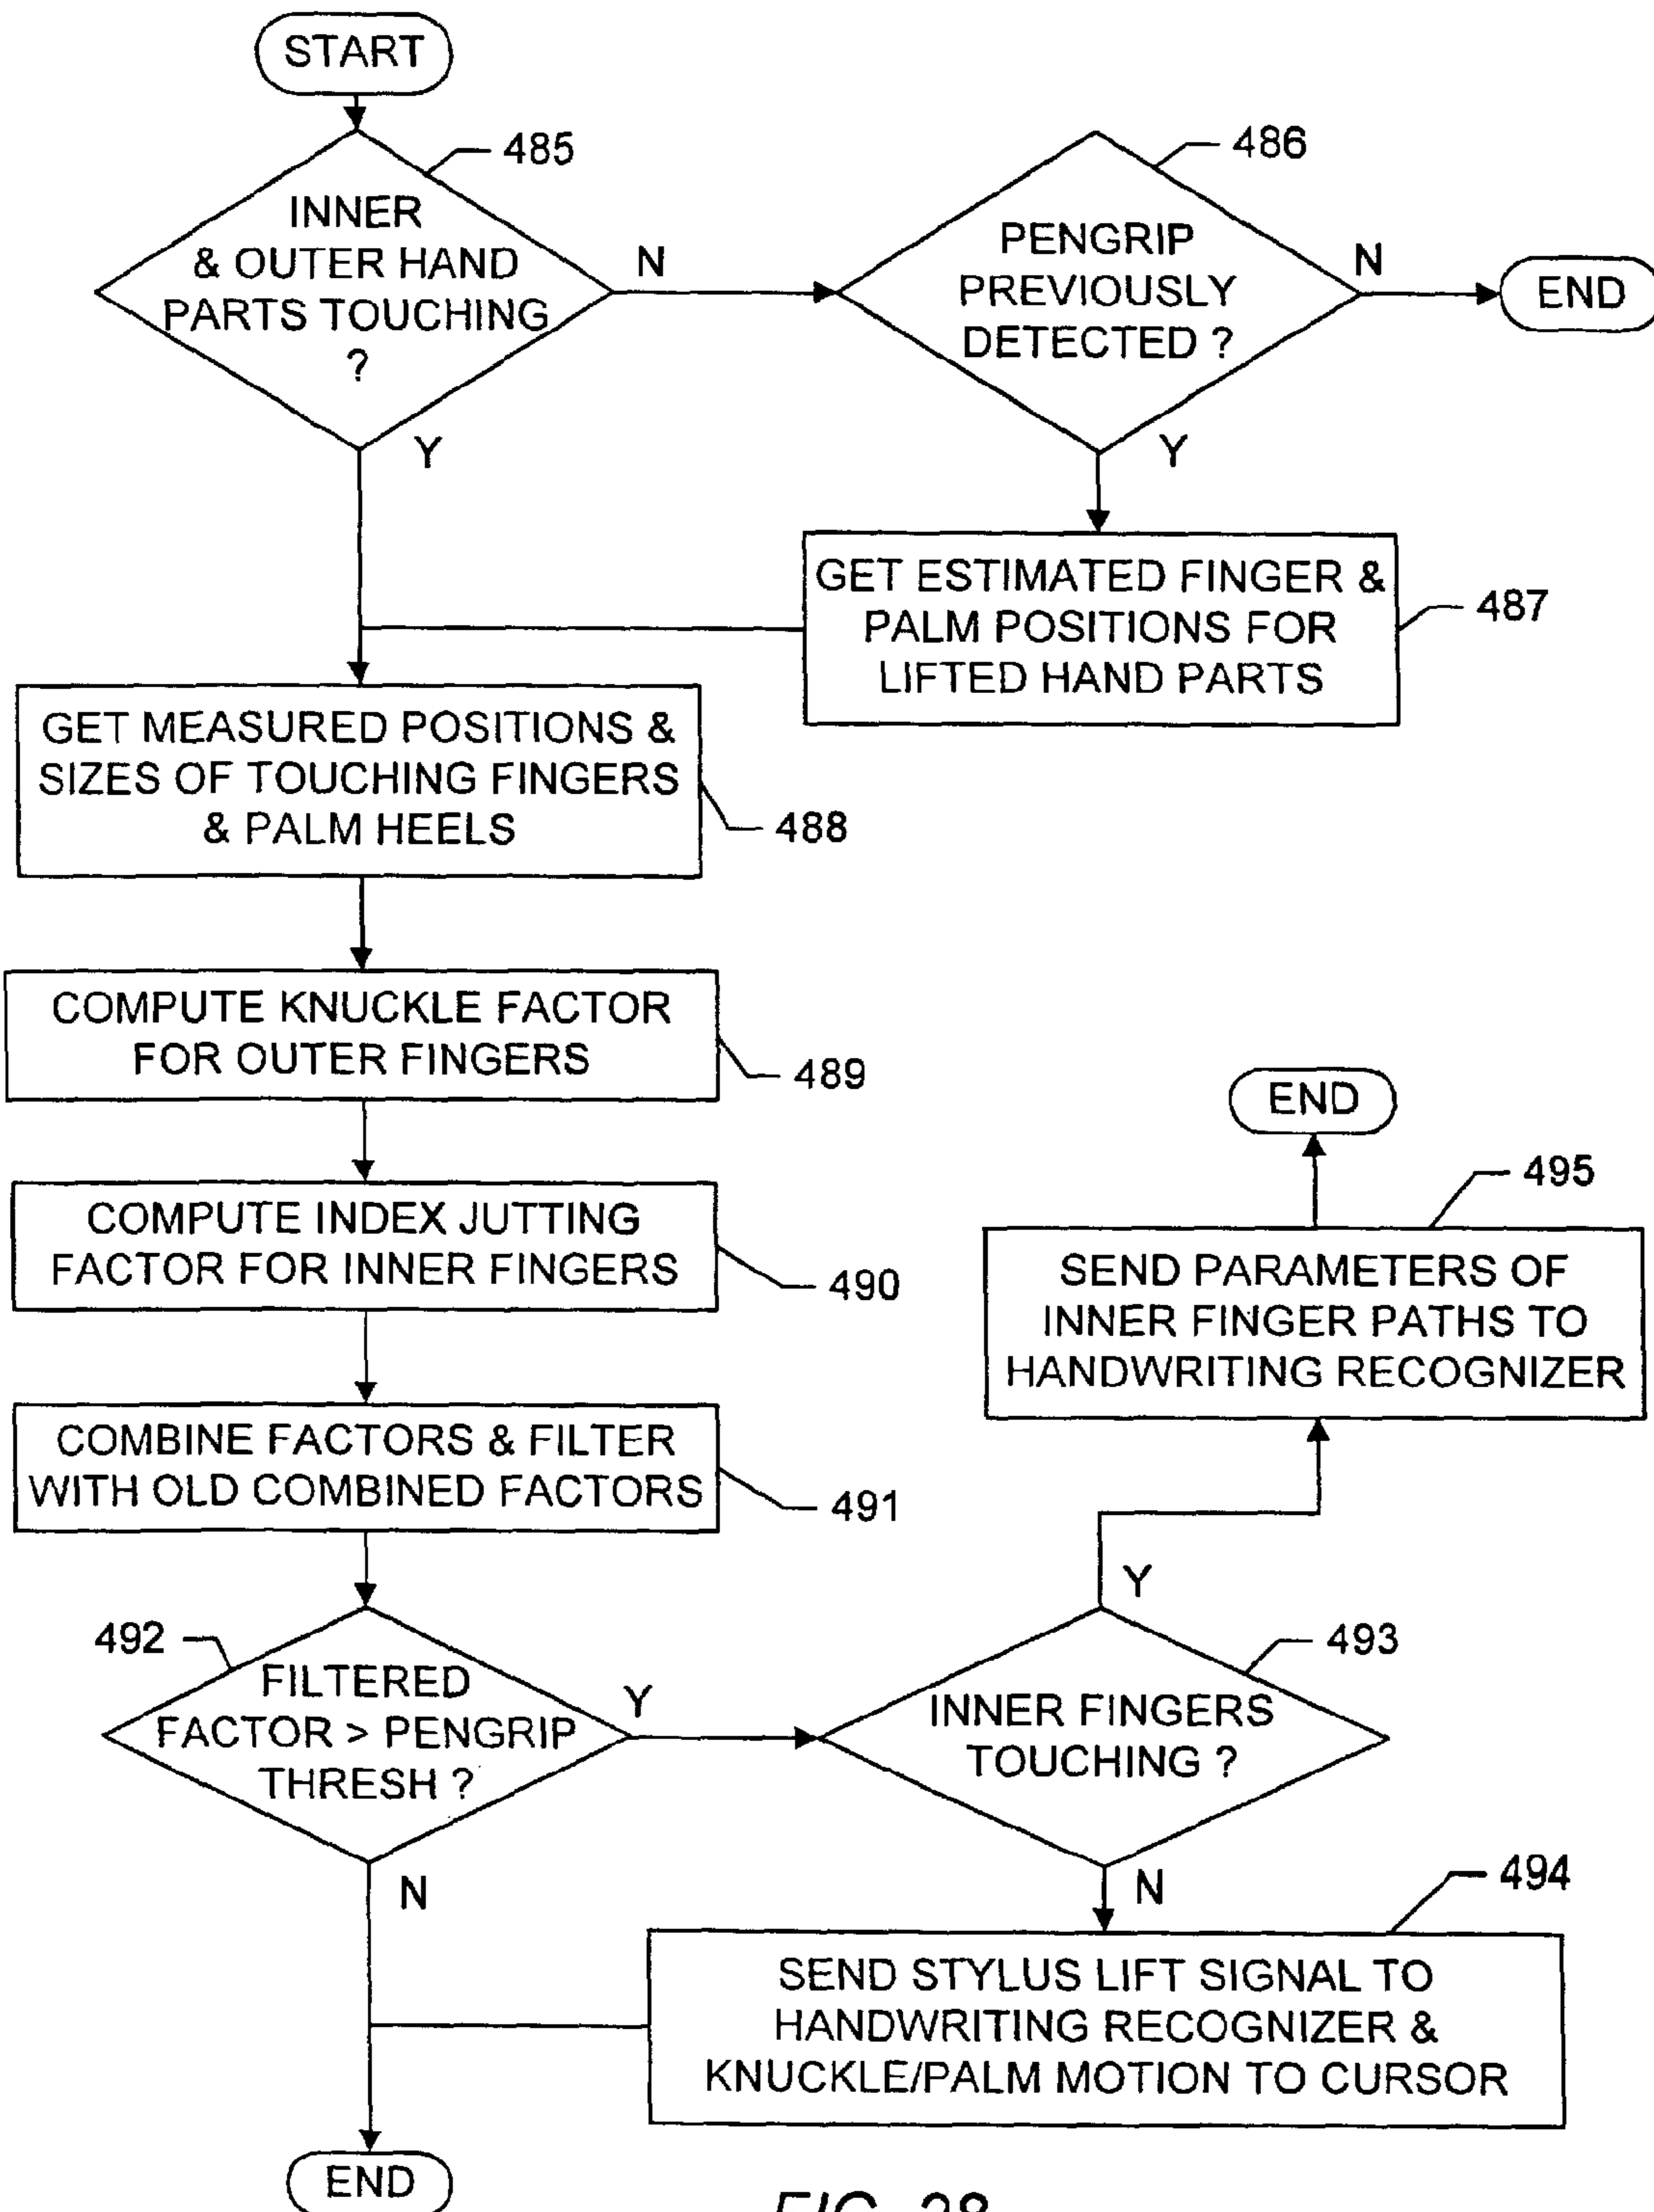 START
485
INNER
& OUTER HAND
PARTS TOUCHING
?
N
Y
486
PENGRIP
PREVIOUSLY
DETECTED ?
N
END
Y
GET ESTIMATED FINGER &
PALM POSITIONS FOR
LIFTED HAND PARTS
487
GET MEASURED POSITIONS &
SIZES OF TOUCHING FINGERS
& PALM HEELS
488
COMPUTE KNUCKLE FACTOR
FOR OUTER FINGERS
489
COMPUTE INDEX JUTTING
FACTOR FOR INNER FINGERS
490
COMBINE FACTORS & FILTER
WITH OLD COMBINED FACTORS
491
492
FILTERED
FACTOR > PENGRIP
THRESH ?
Y
N
END
495
SEND PARAMETERS OF
INNER FINGER PATHS TO
HANDWRITING RECOGNIZER
Y
493
INNER FINGERS
TOUCHING ?
N
494
SEND STYLUS LIFT SIGNAL TO
HANDWRITING RECOGNIZER &
KNUCKLE/PALM MOTION TO CURSOR
END
FIG. 38